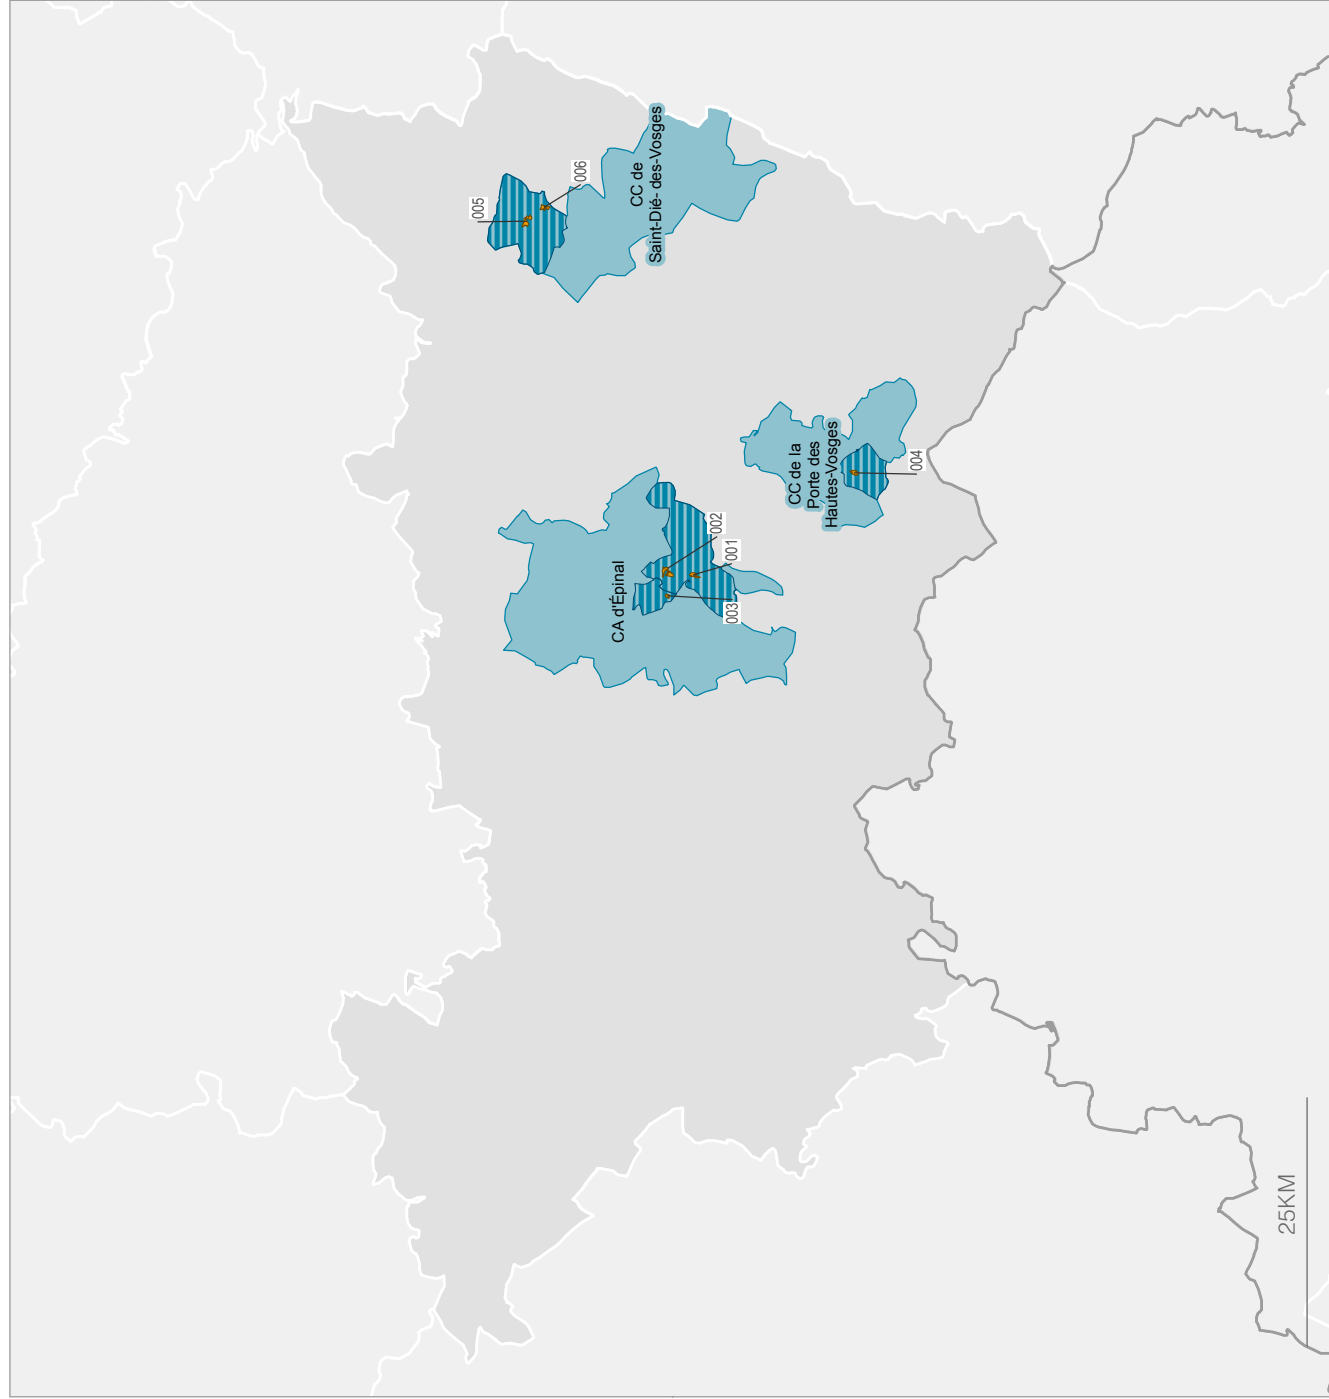 005
006
CC de
Saint-Dié- des-Vosges
CA d'Épinal
002
001
003
CC de la
Porte des
Hautes-Vosges
004
25KM